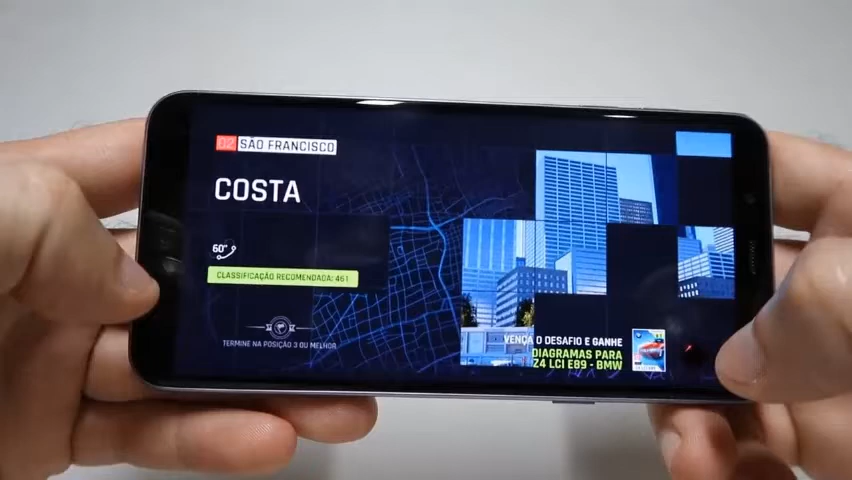 02 SÃO FRANCISCO
COSTA
60"
CLASSIFICAÇÃO RECOMENDADA: 461
TERMINE NA POSIÇÃO 3 OU MELHOR
VENÇA O DESAFIO E GANHE
DIAGRAMAS PARA
Z4 LCI E89 - BMW